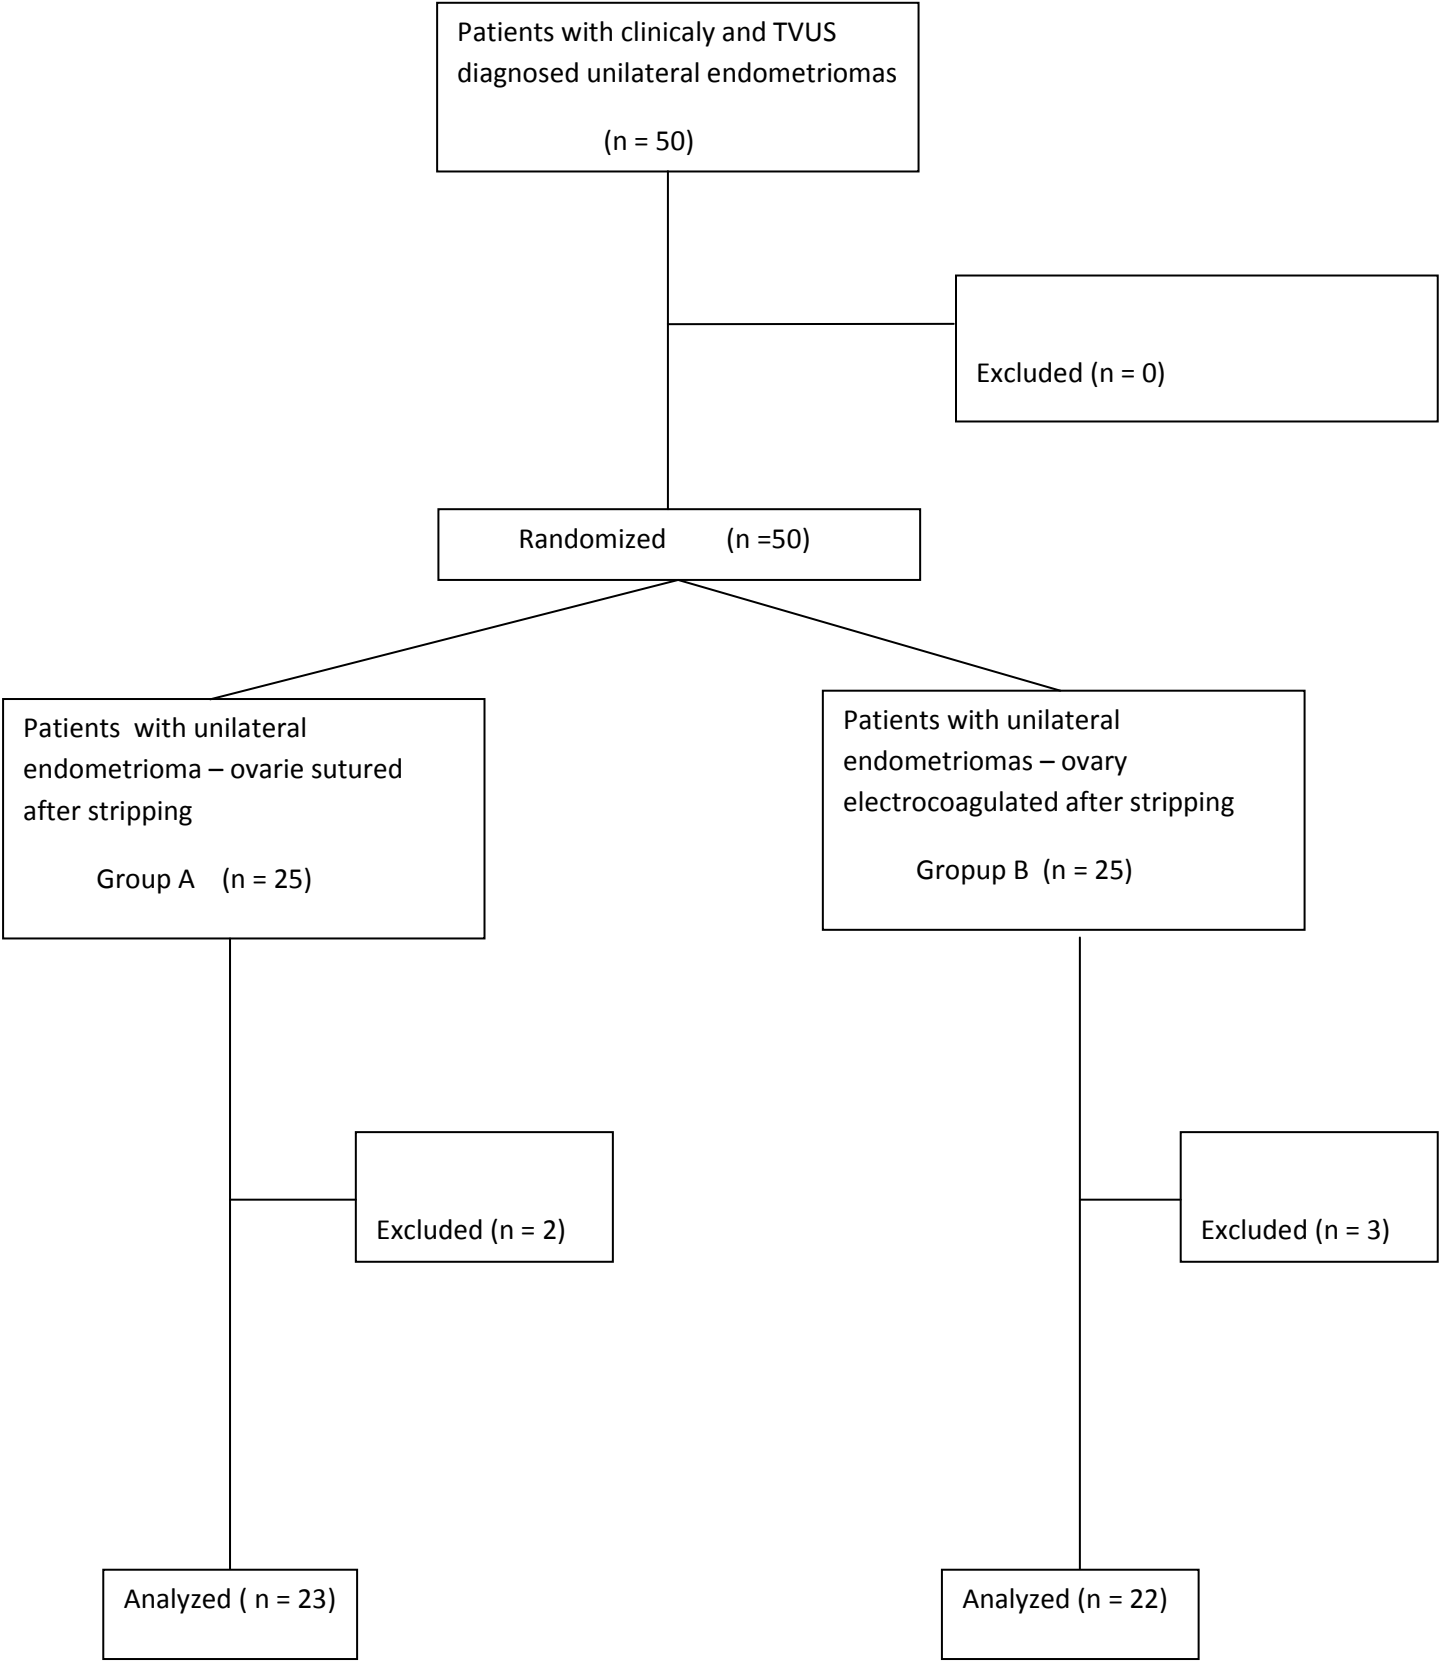 Patients with clinicaly and TVUS
diagnosed unilateral endometriomas
(n = 50)
Excluded (n = 0)
Randomized (n =50)
Patients with unilateral
endometrioma – ovarie sutured
after stripping
Group A (n = 25)
Patients with unilateral
endometriomas – ovary
electrocoagulated after stripping
Gropup B (n = 25)
Excluded (n = 2)
Excluded (n = 3)
Analyzed ( n = 23)
Analyzed (n = 22)